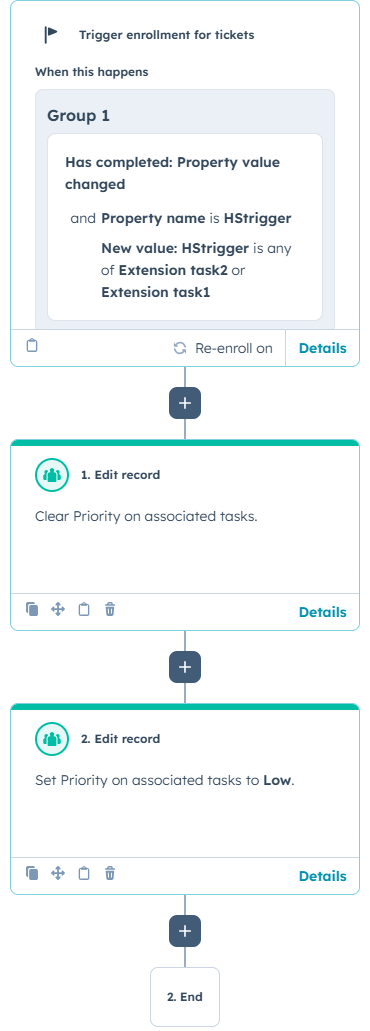 Trigger enrollment for tickets
When this happens
Group 1
Has completed: Property value
changed
and Property name is HStrigger
New value: HStrigger is any
of Extension task2 or
Extension task1
Re-enroll on
Details
1. Edit record
Clear Priority on associated tasks.
Details
2. Edit record
Set Priority on associated tasks to Low.
Details
2. End